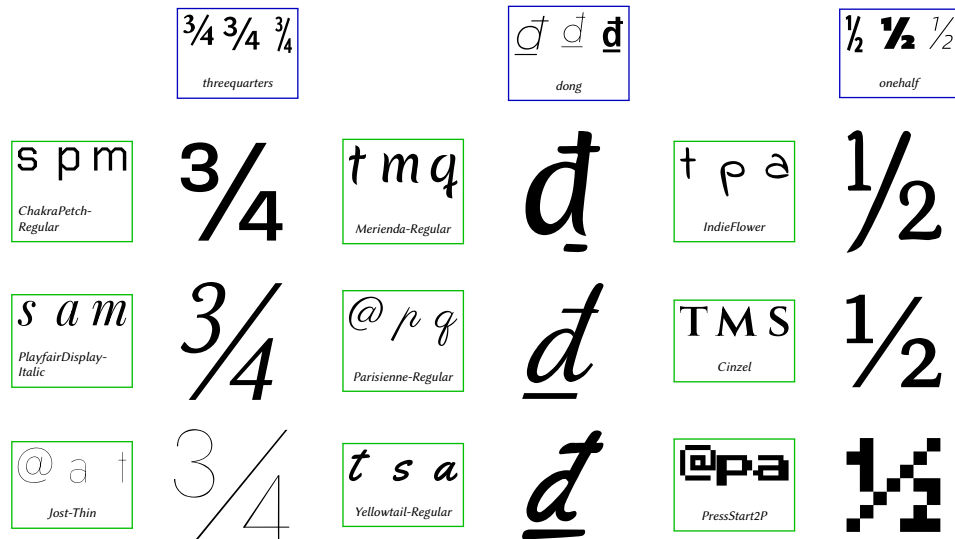 ¾ ¾ ¾
threequarters
₫ ₫ ₫
dong
½ ½ ½
onehalf
s p m
ChakraPetch-
Regular
¾
t m q
Merienda-Regular
₫
t p a
IndieFlower
½
s a m
PlayfairDisplay-
Italic
¾
@ p q
Parisienne-Regular
₫
T M S
Cinzel
½
@ a t
Jost-Thin
¾
t s a
Yellowtail-Regular
₫
@pa
PressStart2P
½